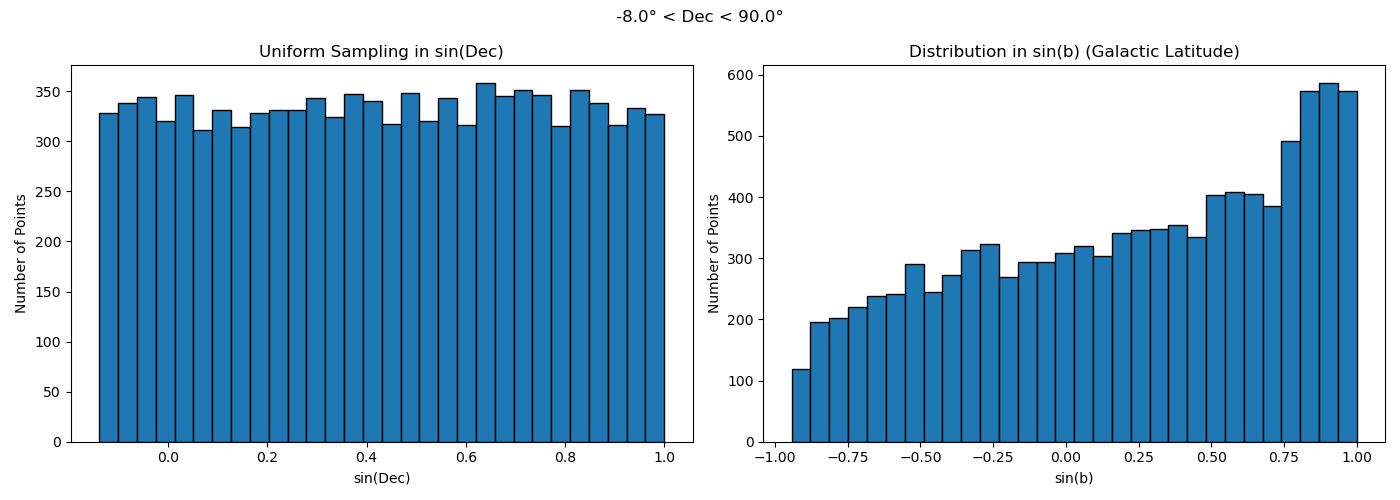 -8.0° < Dec < 90.0°
Uniform Sampling in sin(Dec)
Number of Points
350
300
250
200
150
100
50
0
0.0 0.2 0.4 0.6 0.8 1.0
sin(Dec)
Distribution in sin(b) (Galactic Latitude)
Number of Points
600
500
400
300
200
100
0
−1.00 −0.75 −0.50 −0.25 0.00 0.25 0.50 0.75 1.00
sin(b)